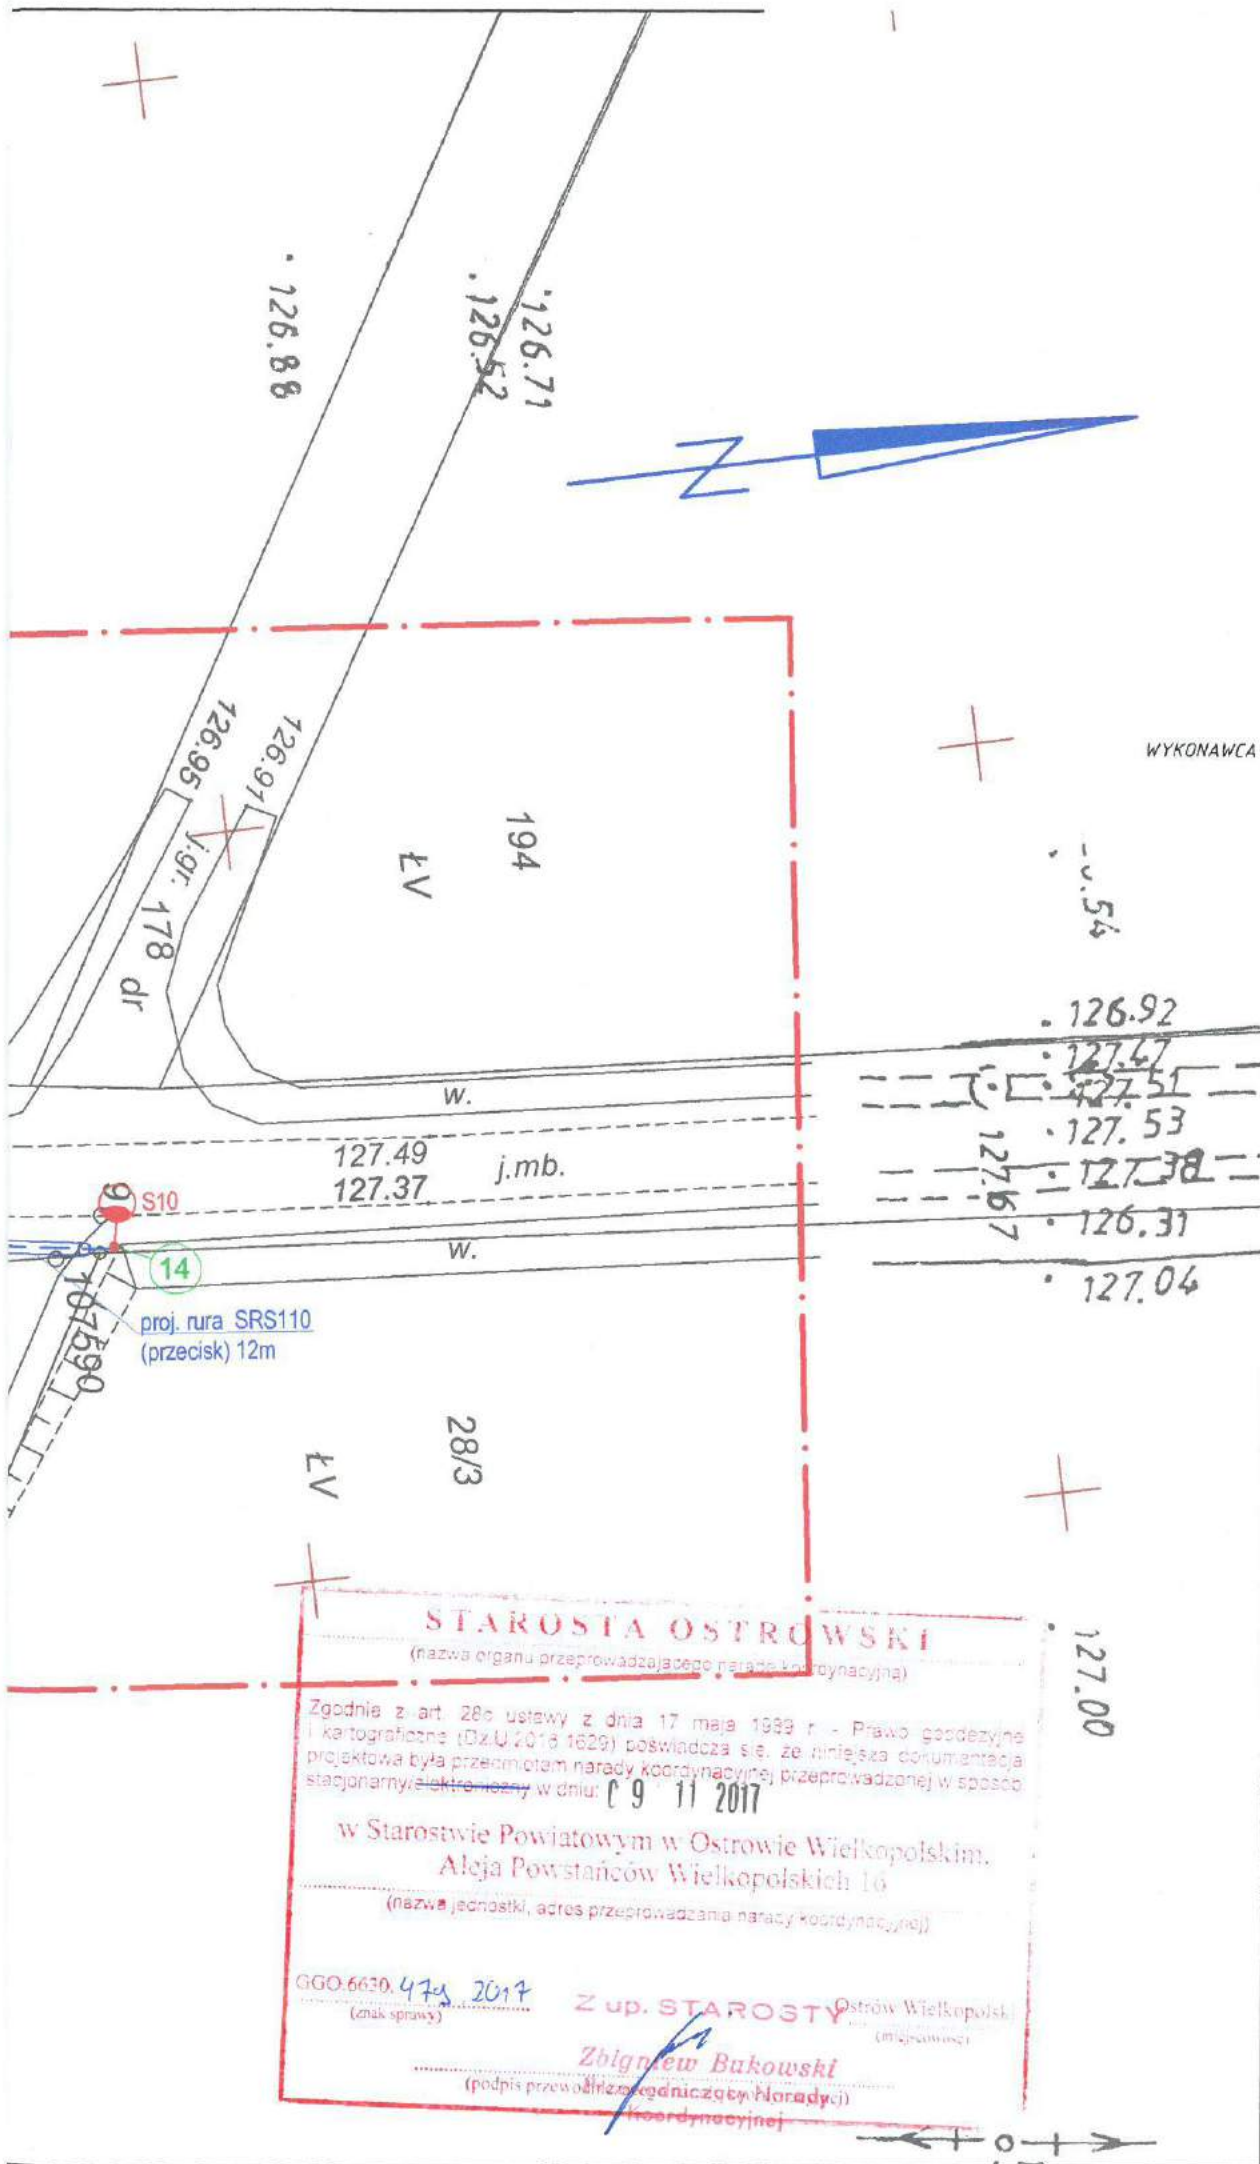 126.88
126.52
126.71
N
WYKONAWCA
126.95
126.91
j.gr. 178 dr
194
ŁV
.54
126.92
127.47
127.51
127.53
127.38
126.31
127.04
127.67
w.
127.49
j.mb.
127.37
w.
9
S10
14
107590
proj. rura SRS110
(przecisk) 12m
28/3
ŁV
127.00
STAROSTA OSTROWSKI
(nazwa organu przeprowadzającego naradę koordynacyjną)
Zgodnie z art. 28c ustawy z dnia 17 maja 1989 r. - Prawo geodezyjne
i kartograficzne (Dz.U.2016.1629) poświadcza się, że niniejsza dokumentacja
projektowa była przedmiotem narady koordynacyjnej przeprowadzonej w sposób
stacjonarny/elektroniczny w dniu: 09 11 2017
w Starostwie Powiatowym w Ostrowie Wielkopolskim,
Aleja Powstańców Wielkopolskich 16
(nazwa jednostki, adres przeprowadzania narady koordynacyjnej)
GGO.6630.479.2017
(znak sprawy)
Z up. STAROSTY
Ostrów Wielkopolski
(miejscowość)
Zbigniew Bukowski
(podpis
Przewodniczący Narady
Koordynacyjnej